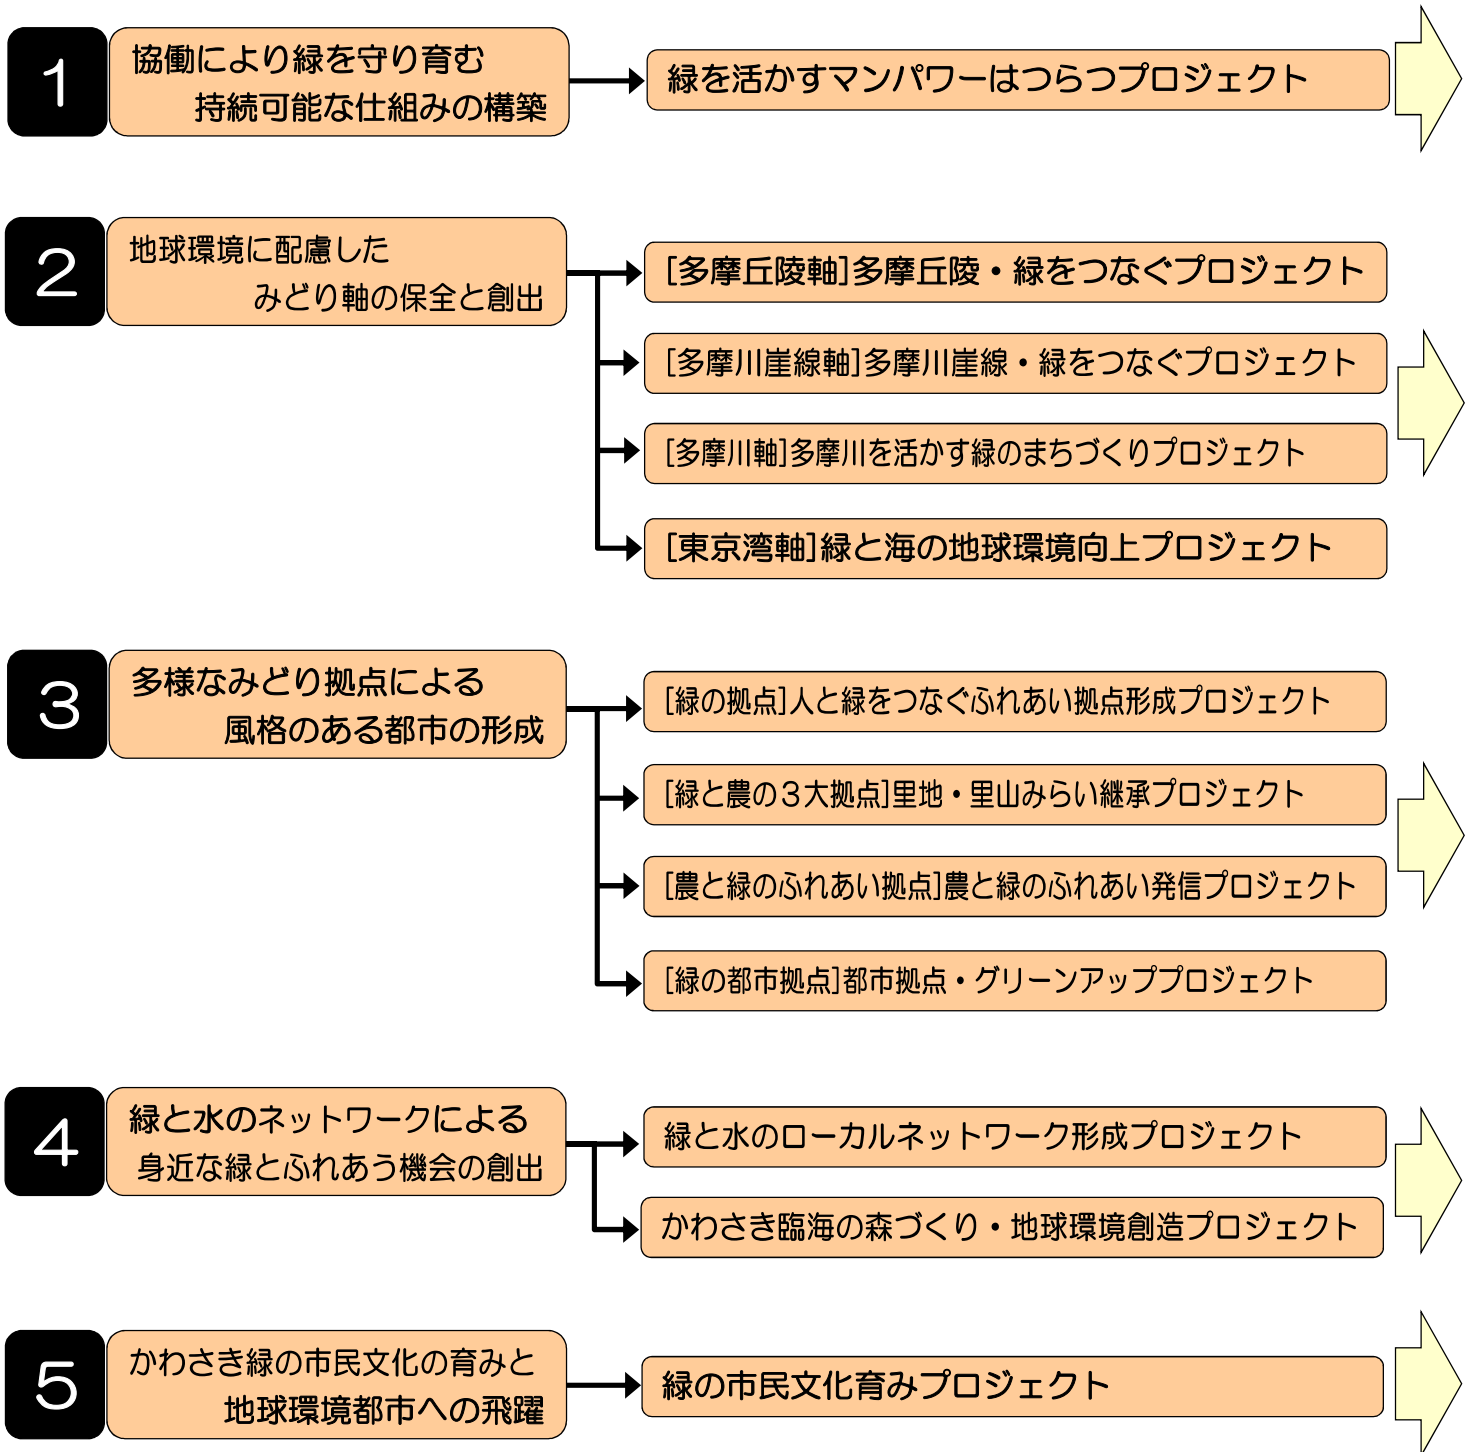 1
協働により緑を守り育む
持続可能な仕組みの構築
緑を活かすマンパワーはつらつプロジェクト
2
地球環境に配慮した
みどり軸の保全と創出
[多摩丘陵軸]多摩丘陵・緑をつなぐプロジェクト
[多摩川崖線軸]多摩川崖線・緑をつなぐプロジェクト
[多摩川軸]多摩川を活かす緑のまちづくりプロジェクト
[東京湾軸]緑と海の地球環境向上プロジェクト
3
多様なみどり拠点による
風格のある都市の形成
[緑の拠点]人と緑をつなぐふれあい拠点形成プロジェクト
[緑と農の３大拠点]里地・里山みらい継承プロジェクト
[農と緑のふれあい拠点]農と緑のふれあい発信プロジェクト
[緑の都市拠点]都市拠点・グリーンアッププロジェクト
4
緑と水のネットワークによる
身近な緑とふれあう機会の創出
緑と水のローカルネットワーク形成プロジェクト
かわさき臨海の森づくり・地球環境創造プロジェクト
5
かわさき緑の市民文化の育みと
地球環境都市への飛躍
緑の市民文化育みプロジェクト